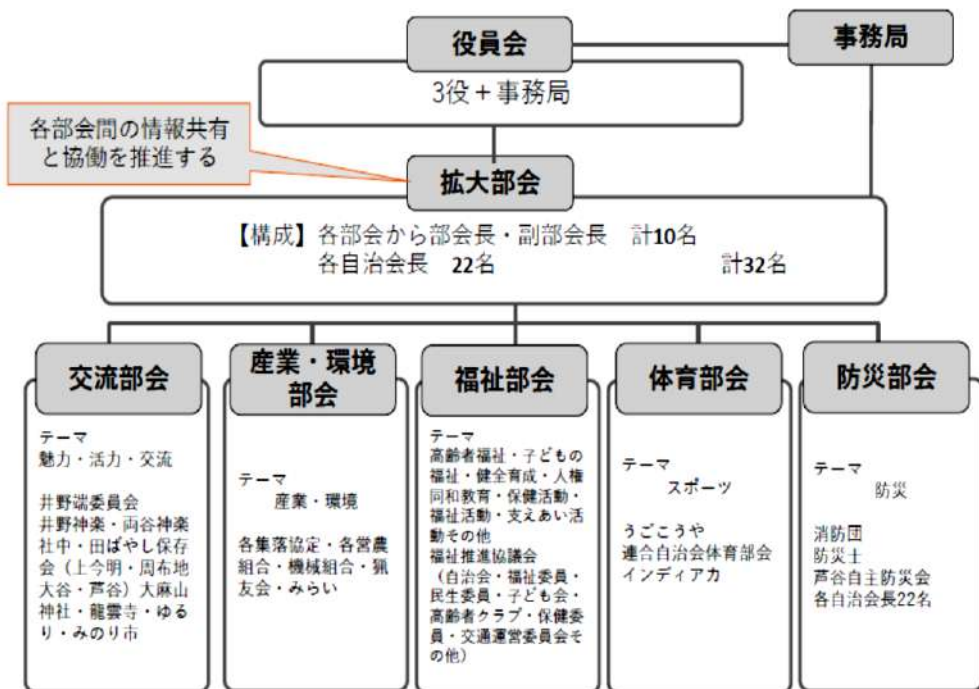 役員会
事務局
3役＋事務局
各部会間の情報共有
と協働を推進する
拡大部会
【構成】各部会から部会長・副部会長　計10名
各自治会長　22名　計32名
交流部会
テーマ
魅力・活力・交流
井野端委員会
井野神楽・両谷神楽
社中・田ばやし保存
会（上今明・周布地
大谷・芦谷）大麻山
神社・龍雲寺・ゆる
り・みのり市
産業・環境
部会
テーマ
産業・環境
各集落協定・各営農
組合・機械組合・猟
友会・みらい
福祉部会
テーマ
高齢者福祉・子どもの
福祉・健全育成・人権
同和教育・保健活動・
福祉活動・支えあい活
動その他
福祉推進協議会
（自治会・福祉委員・
民生委員・子ども会・
高齢者クラブ・保健委
員・交通運営委員会そ
の他）
体育部会
テーマ
スポーツ
うごこうや
連合自治会体育部会
インディアカ
防災部会
テーマ
防災
消防団
防災士
芦谷自主防災会
各自治会長22名